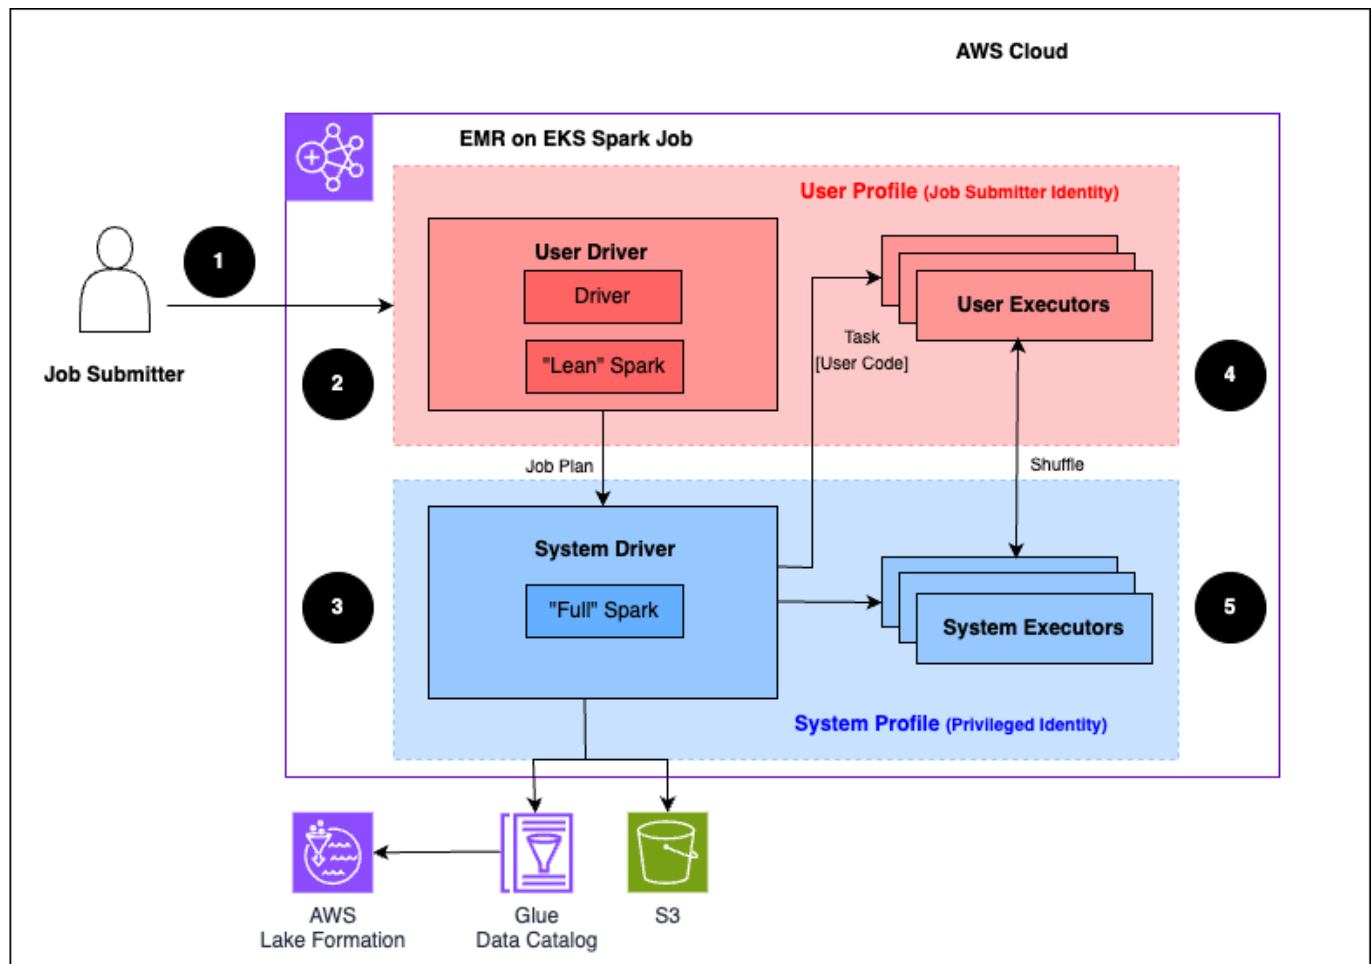 AWS Cloud
EMR on EKS Spark Job
User Profile (Job Submitter Identity)
1
User Driver
Driver
User Executors
Task
[User Code]
"Lean" Spark
Job Submitter
2
4
Job Plan
Shuffle
System Driver
3
"Full" Spark
5
System Executors
System Profile (Privileged Identity)
AWS
Lake Formation
Glue
Data Catalog
S3